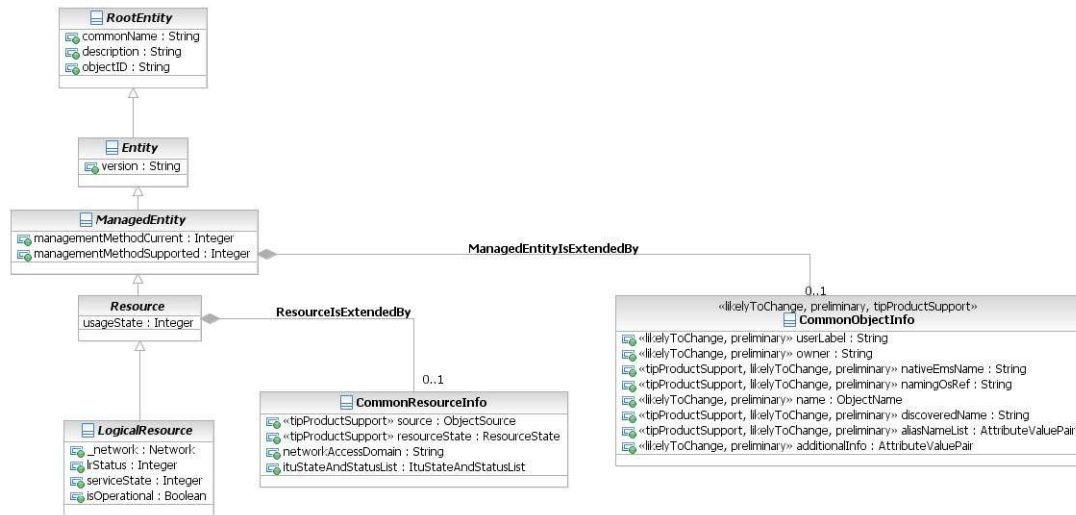 RootEntity
commonName : String
description : String
objectID : String
Entity
version : String
ManagedEntity
managementMethodCurrent : Integer
managementMethodSupported : Integer
ManagedEntityIsExtendedBy
0..1
Resource
usageState : Integer
ResourceIsExtendedBy
0..1
«likelyToChange, preliminary, tipProductSupport»
CommonObjectInfo
«likelyToChange, preliminary» userLabel : String
«likelyToChange, preliminary» owner : String
«tipProductSupport, likelyToChange, preliminary» nativeEmsName : String
«tipProductSupport, likelyToChange, preliminary» namingOsRef : String
«likelyToChange, preliminary» name : ObjectName
«tipProductSupport, likelyToChange, preliminary» discoveredName : String
«tipProductSupport, likelyToChange, preliminary» aliasNameList : AttributeValuePair
«likelyToChange, preliminary» additionalInfo : AttributeValuePair
CommonResourceInfo
«tipProductSupport» source : ObjectSource
«tipProductSupport» resourceState : ResourceState
networkAccessDomain : String
ituStateAndStatusList : ItuStateAndStatusList
LogicalResource
_network : Network
lrStatus : Integer
serviceState : Integer
isOperational : Boolean